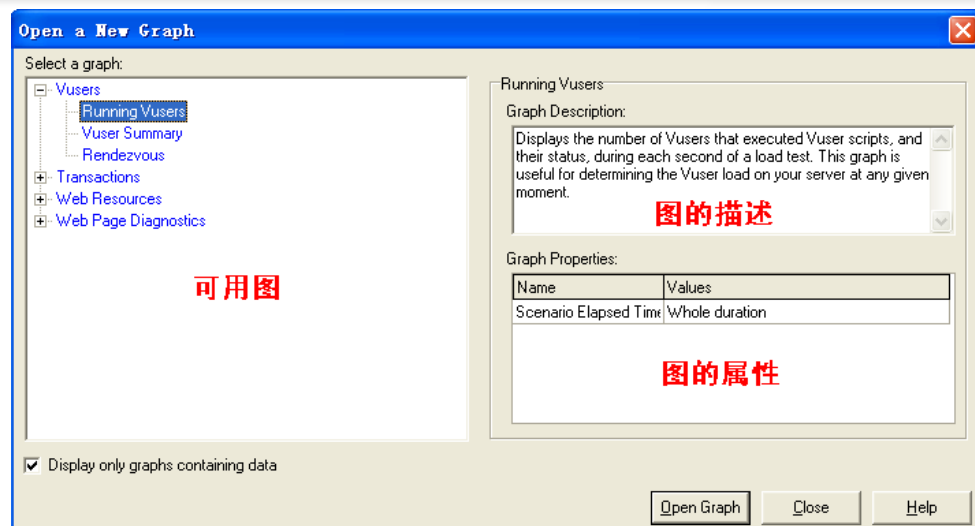 Open a New Graph
Select a graph:
Vusers
Running Vusers
Vuser Summary
Rendezvous
Transactions
Web Resources
Web Page Diagnostics
可用图
Display only graphs containing data
Running Vusers
Graph Description:
Displays the number of Vusers that executed Vuser scripts, and
their status, during each second of a load test. This graph is
useful for determining the Vuser load on your server at any given
moment.
图的描述
Graph Properties:
Name Values
Scenario Elapsed Time Whole duration
图的属性
Open Graph Close Help